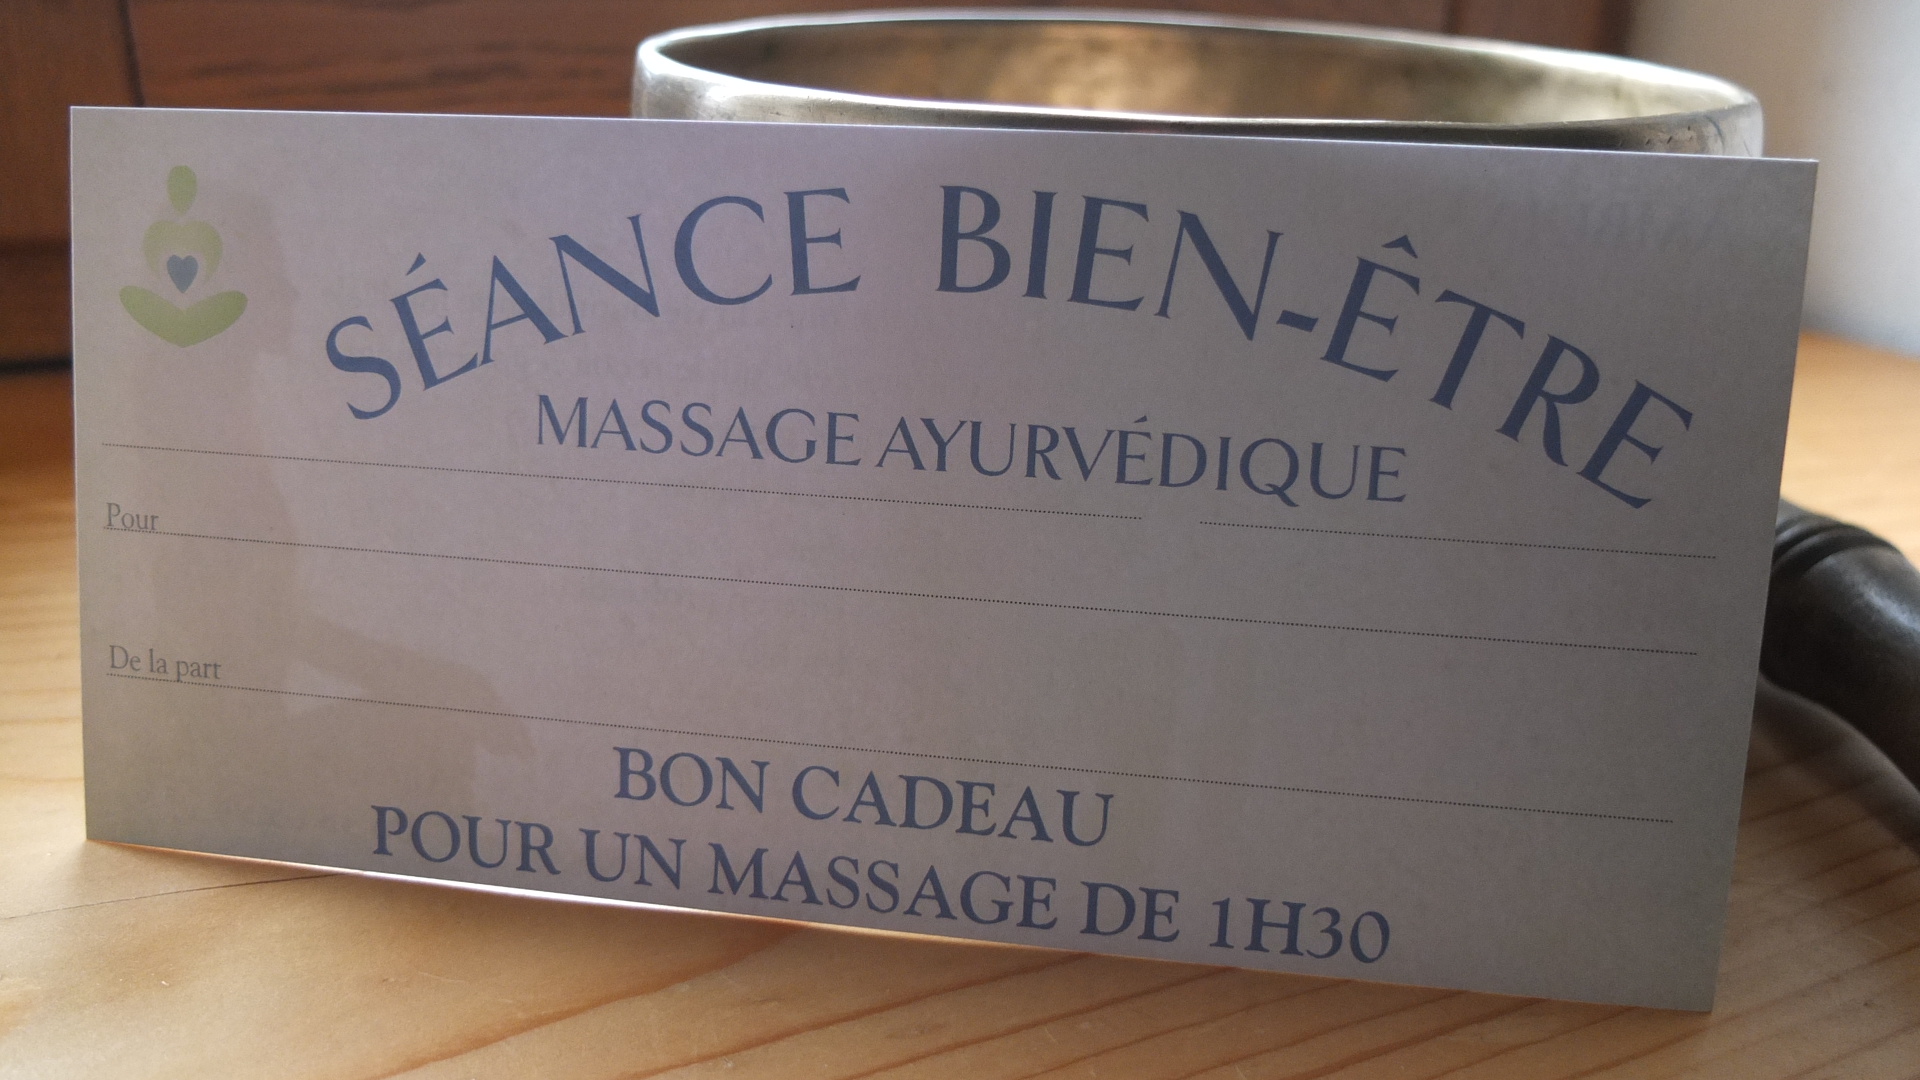 SÉANCE BIEN-ÊTRE
MASSAGE AYURVÉDIQUE
Pour
De la part
BON CADEAU
POUR UN MASSAGE DE 1H30